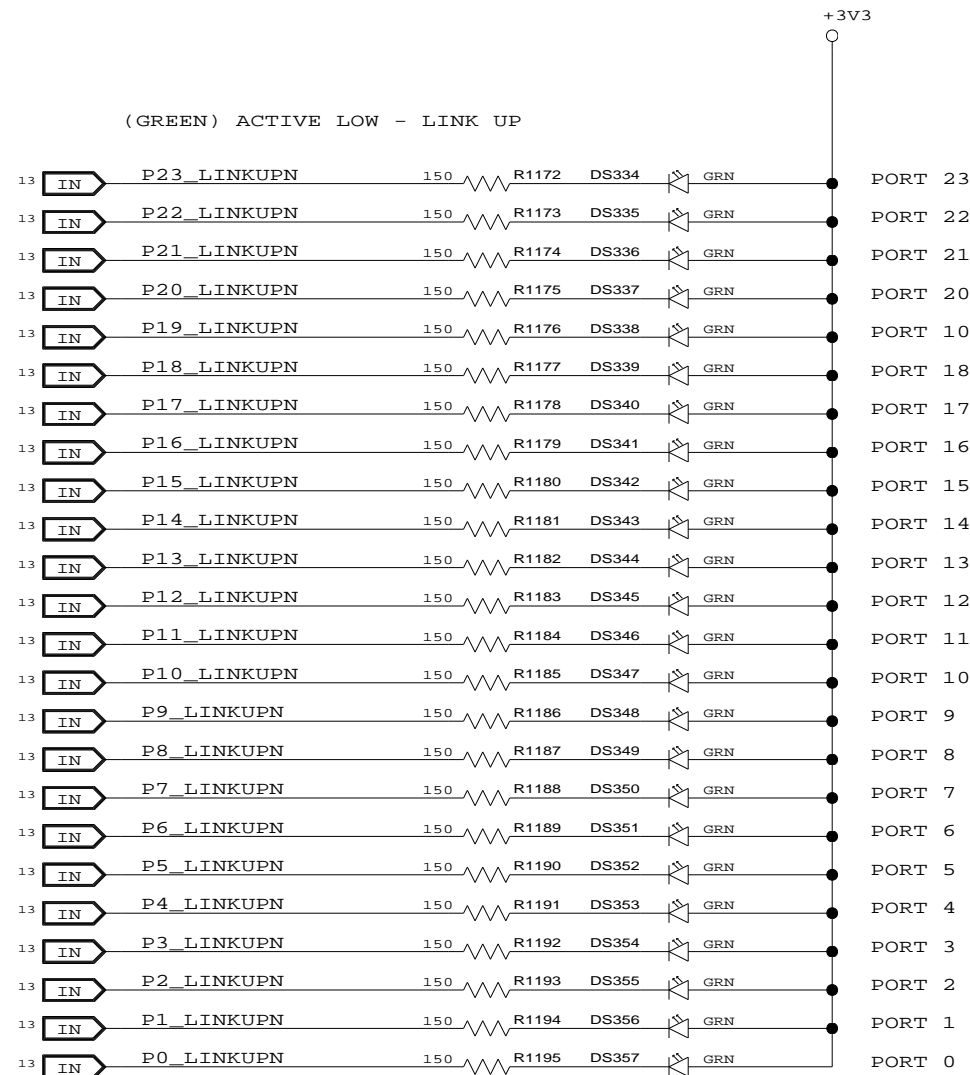 +3V3
(GREEN) ACTIVE LOW - LINK UP
13 IN P23_LINKUPN 150 R1172 DS334 GRN PORT 23
13 IN P22_LINKUPN 150 R1173 DS335 GRN PORT 22
13 IN P21_LINKUPN 150 R1174 DS336 GRN PORT 21
13 IN P20_LINKUPN 150 R1175 DS337 GRN PORT 20
13 IN P19_LINKUPN 150 R1176 DS338 GRN PORT 10
13 IN P18_LINKUPN 150 R1177 DS339 GRN PORT 18
13 IN P17_LINKUPN 150 R1178 DS340 GRN PORT 17
13 IN P16_LINKUPN 150 R1179 DS341 GRN PORT 16
13 IN P15_LINKUPN 150 R1180 DS342 GRN PORT 15
13 IN P14_LINKUPN 150 R1181 DS343 GRN PORT 14
13 IN P13_LINKUPN 150 R1182 DS344 GRN PORT 13
13 IN P12_LINKUPN 150 R1183 DS345 GRN PORT 12
13 IN P11_LINKUPN 150 R1184 DS346 GRN PORT 11
13 IN P10_LINKUPN 150 R1185 DS347 GRN PORT 10
13 IN P9_LINKUPN 150 R1186 DS348 GRN PORT 9
13 IN P8_LINKUPN 150 R1187 DS349 GRN PORT 8
13 IN P7_LINKUPN 150 R1188 DS350 GRN PORT 7
13 IN P6_LINKUPN 150 R1189 DS351 GRN PORT 6
13 IN P5_LINKUPN 150 R1190 DS352 GRN PORT 5
13 IN P4_LINKUPN 150 R1191 DS353 GRN PORT 4
13 IN P3_LINKUPN 150 R1192 DS354 GRN PORT 3
13 IN P2_LINKUPN 150 R1193 DS355 GRN PORT 2
13 IN P1_LINKUPN 150 R1194 DS356 GRN PORT 1
13 IN P0_LINKUPN 150 R1195 DS357 GRN PORT 0